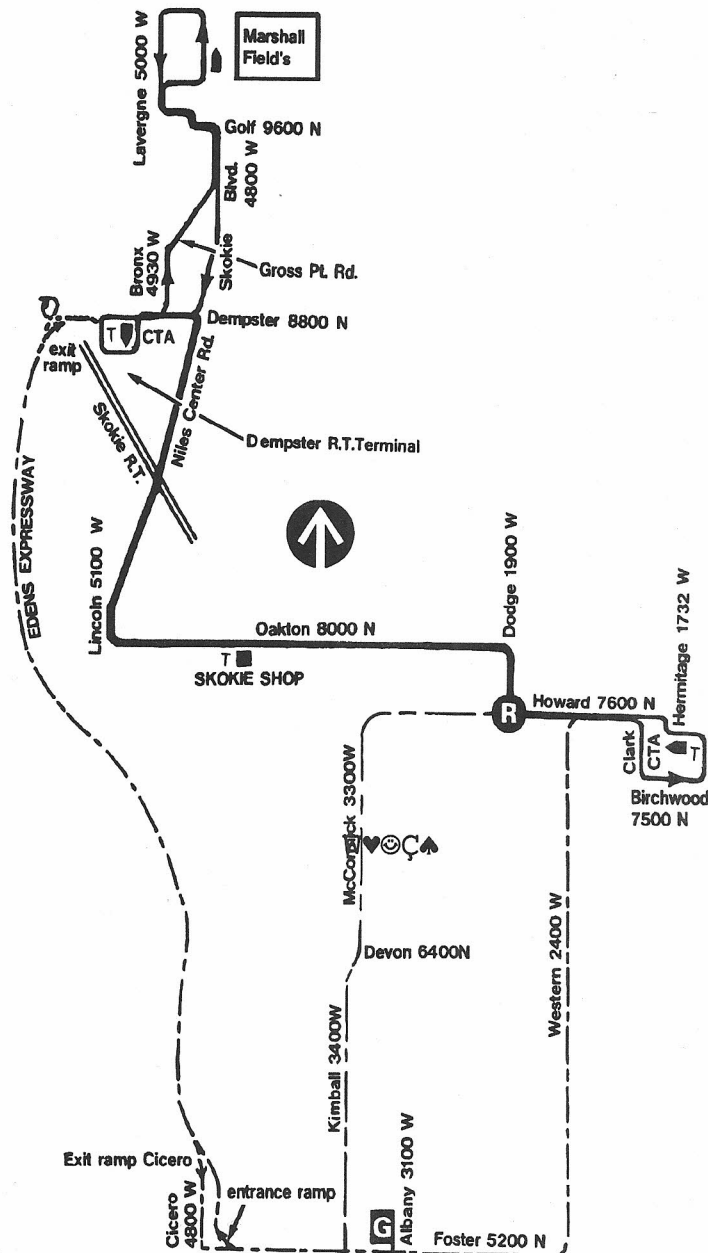 Marshall
Field's
Lavergne 5000 W
Golf 9600 N
Blvd.
4800 W
Skokie
Bronx
4930 W
Gross Pt. Rd.
Dempster 8800 N
T
CTA
exit
ramp
Niles Center Rd.
Skokie R.T.
Dempster R.T.Terminal
EDENS EXPRESSWAY
Lincoln 5100 W
Oakton 8000 N
Dodge 1900 W
T
SKOKIE SHOP
Hermitage 1732 W
Howard 7600 N
R
Clark
CTA
T
Birchwood
7500 N
McCormick 3300W
Devon 6400N
Western 2400 W
Kimball 3400W
Exit ramp Cicero
Cicero
4800 W
entrance ramp
G
Albany 3100 W
Foster 5200 N